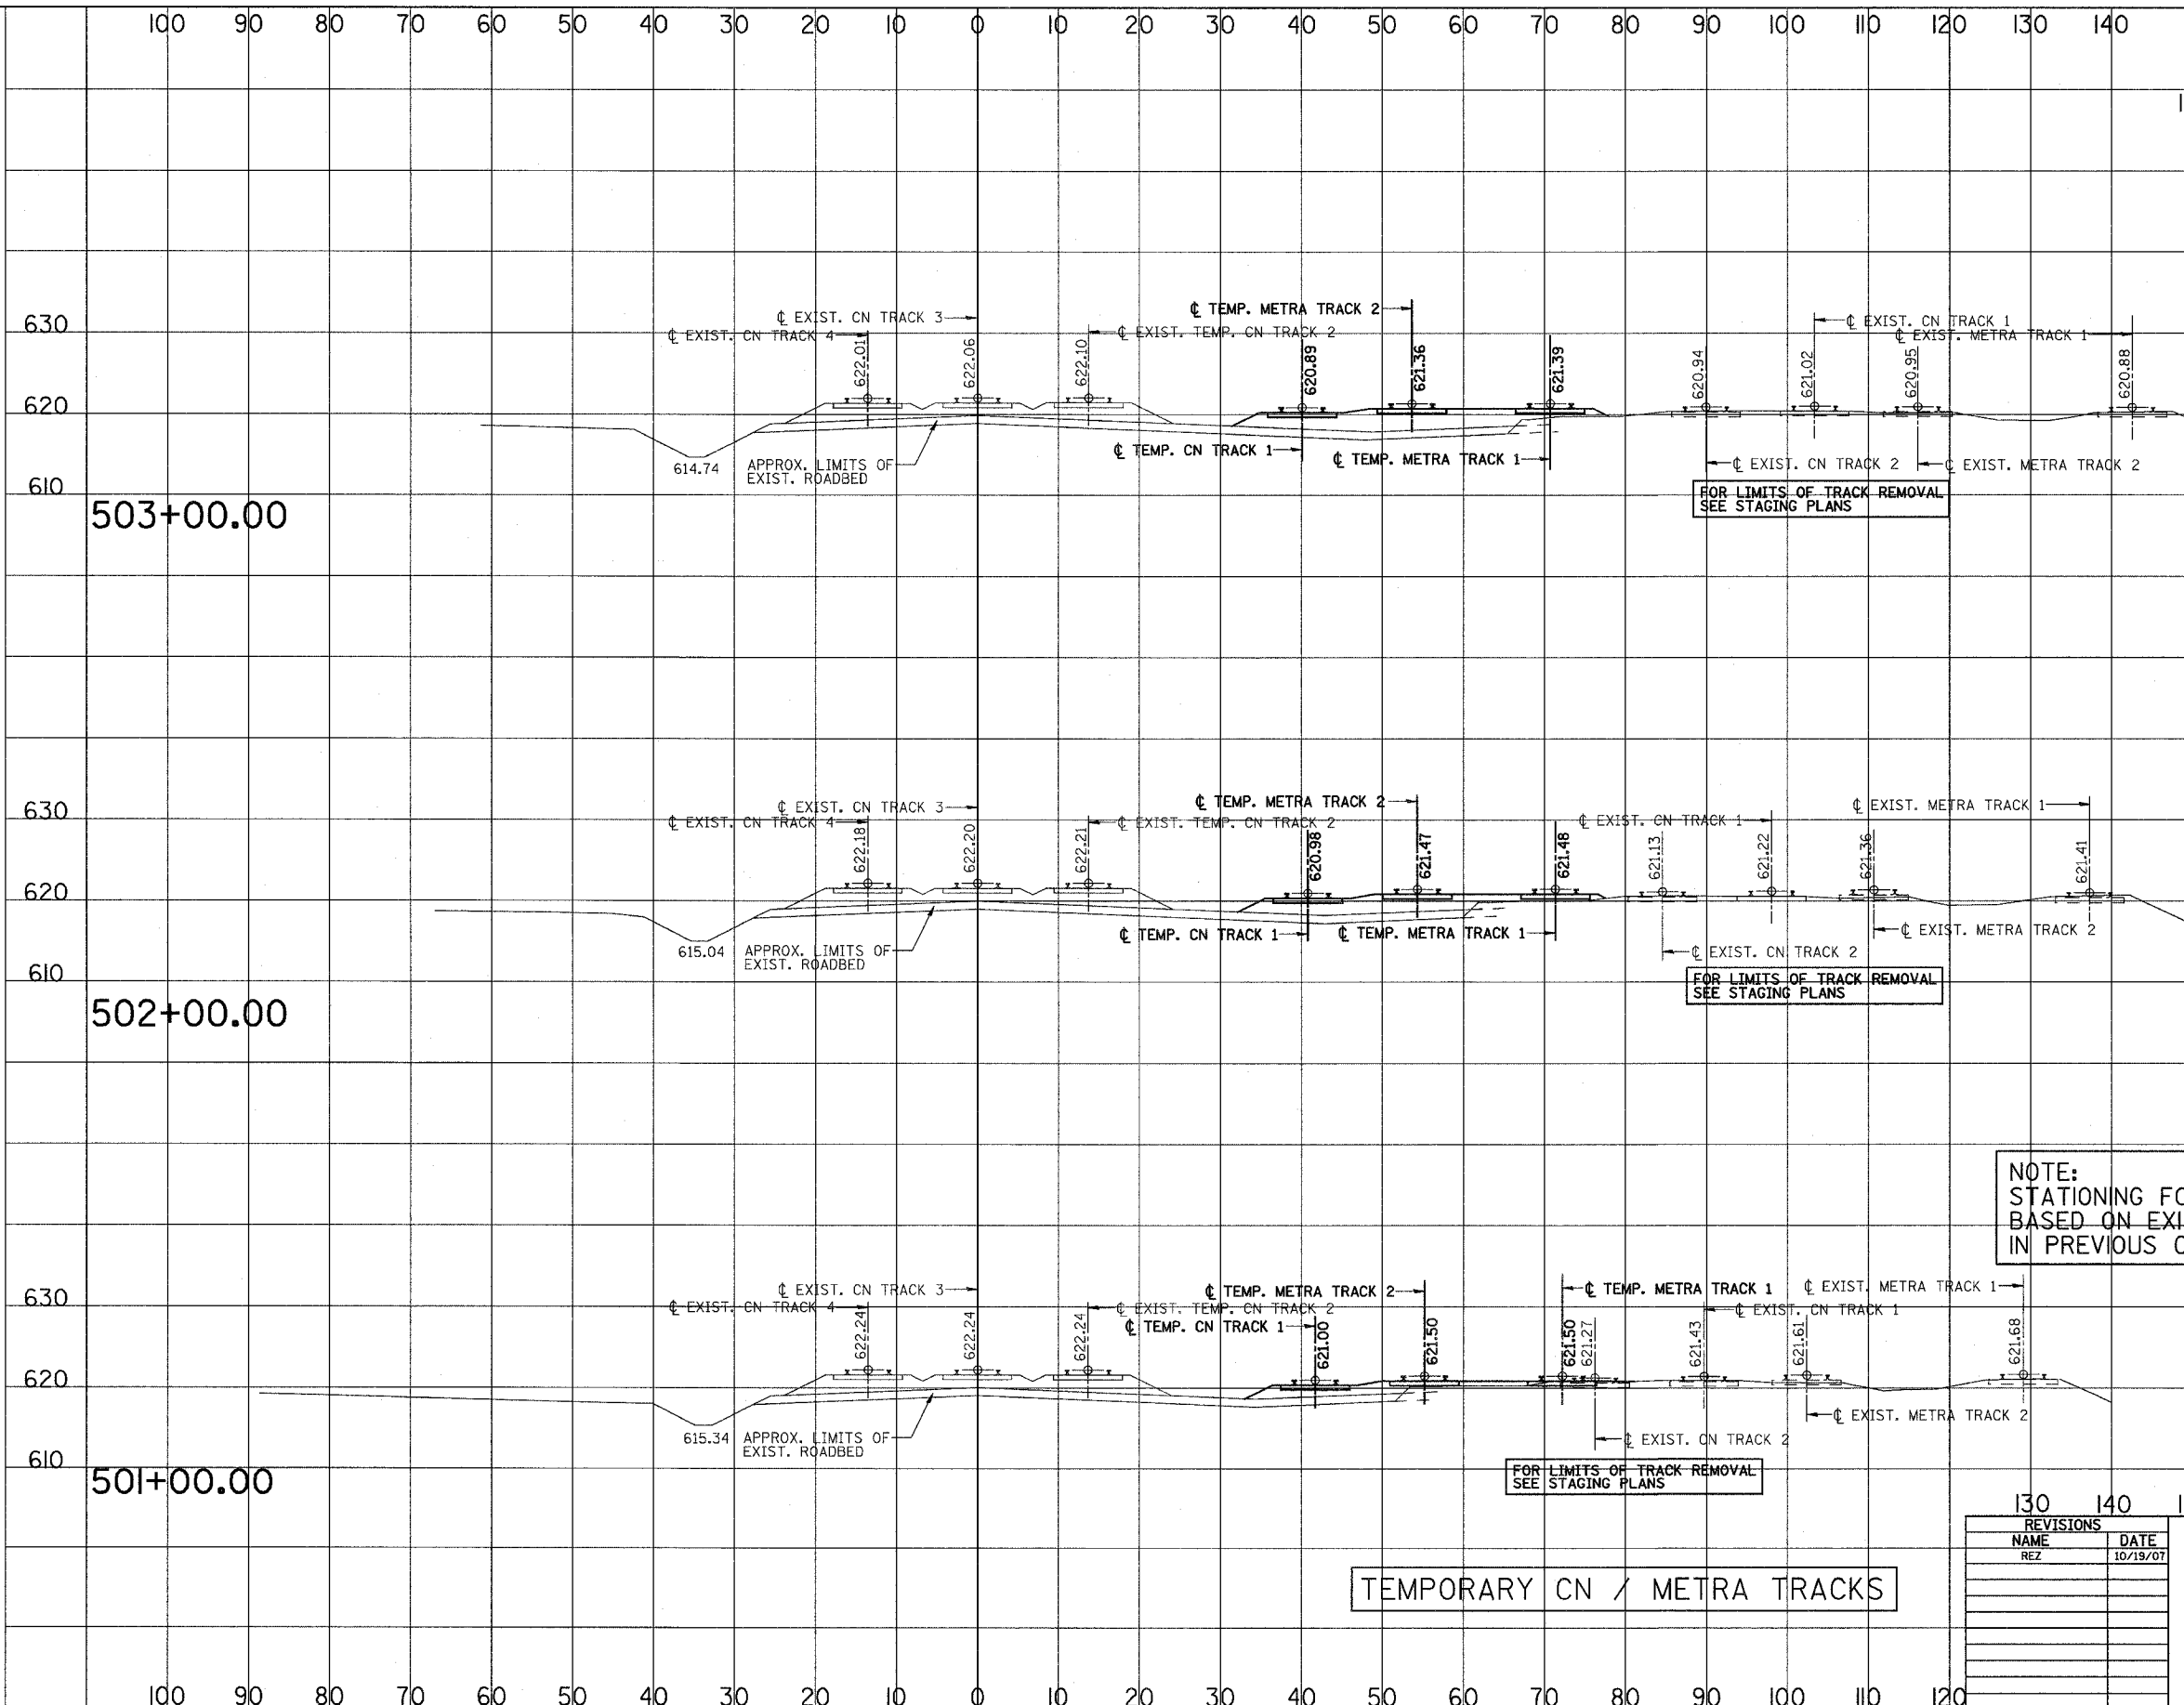 100 90 80 70 60 50 40 30 20 10 0 10 20 30 40 50 60 70 80 90 100 110 120 130 140
630
620
610
503+00.00
℄ EXIST. CN TRACK 3
℄ EXIST. CN TRACK 4
℄ EXIST. TEMP. CN TRACK 2
℄ TEMP. METRA TRACK 2
℄ EXIST. CN TRACK 1
℄ EXIST. METRA TRACK 1
622.01
622.06
622.10
620.89
621.36
621.39
620.94
621.02
620.95
620.88
614.74
APPROX. LIMITS OF
EXIST. ROADBED
℄ TEMP. CN TRACK 1
℄ TEMP. METRA TRACK 1
℄ EXIST. CN TRACK 2
℄ EXIST. METRA TRACK 2
FOR LIMITS OF TRACK REMOVAL
SEE STAGING PLANS
630
620
610
502+00.00
℄ EXIST. CN TRACK 3
℄ EXIST. CN TRACK 4
℄ EXIST. TEMP. CN TRACK 2
℄ TEMP. METRA TRACK 2
℄ EXIST. CN TRACK 1
℄ EXIST. METRA TRACK 1
622.18
622.20
622.21
620.98
621.47
621.48
621.13
621.22
621.36
621.41
615.04
APPROX. LIMITS OF
EXIST. ROADBED
℄ TEMP. CN TRACK 1
℄ TEMP. METRA TRACK 1
℄ EXIST. CN TRACK 2
℄ EXIST. METRA TRACK 2
FOR LIMITS OF TRACK REMOVAL
SEE STAGING PLANS
NOTE:
STATIONING FO
BASED ON EXI
IN PREVIOUS C
630
620
610
501+00.00
℄ EXIST. CN TRACK 3
℄ EXIST. CN TRACK 4
℄ EXIST. TEMP. CN TRACK 2
℄ TEMP. METRA TRACK 2
℄ TEMP. CN TRACK 1
℄ TEMP. METRA TRACK 1
℄ EXIST. METRA TRACK 1
℄ EXIST. CN TRACK 1
622.24
622.24
622.24
621.00
621.50
621.50
621.27
621.43
621.61
621.68
615.34
APPROX. LIMITS OF
EXIST. ROADBED
℄ EXIST. METRA TRACK 2
℄ EXIST. CN TRACK 2
FOR LIMITS OF TRACK REMOVAL
SEE STAGING PLANS
130 140
REVISIONS
NAME DATE
REZ 10/19/07
TEMPORARY CN / METRA TRACKS
100 90 80 70 60 50 40 30 20 10 0 10 20 30 40 50 60 70 80 90 100 110 120